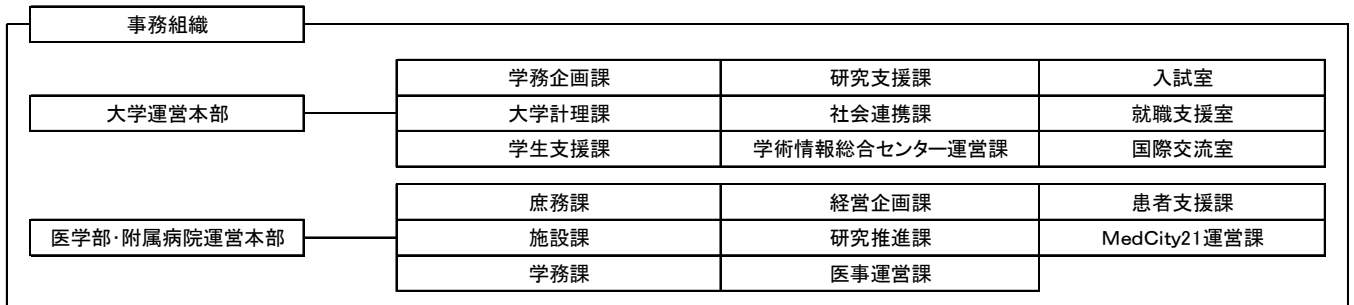 事務組織
学務企画課 研究支援課 入試室
大学運営本部 大学計理課 社会連携課 就職支援室
学生支援課 学術情報総合センター運営課 国際交流室
庶務課 経営企画課 患者支援課
医学部・附属病院運営本部 施設課 研究推進課 MedCity21運営課
学務課 医事運営課